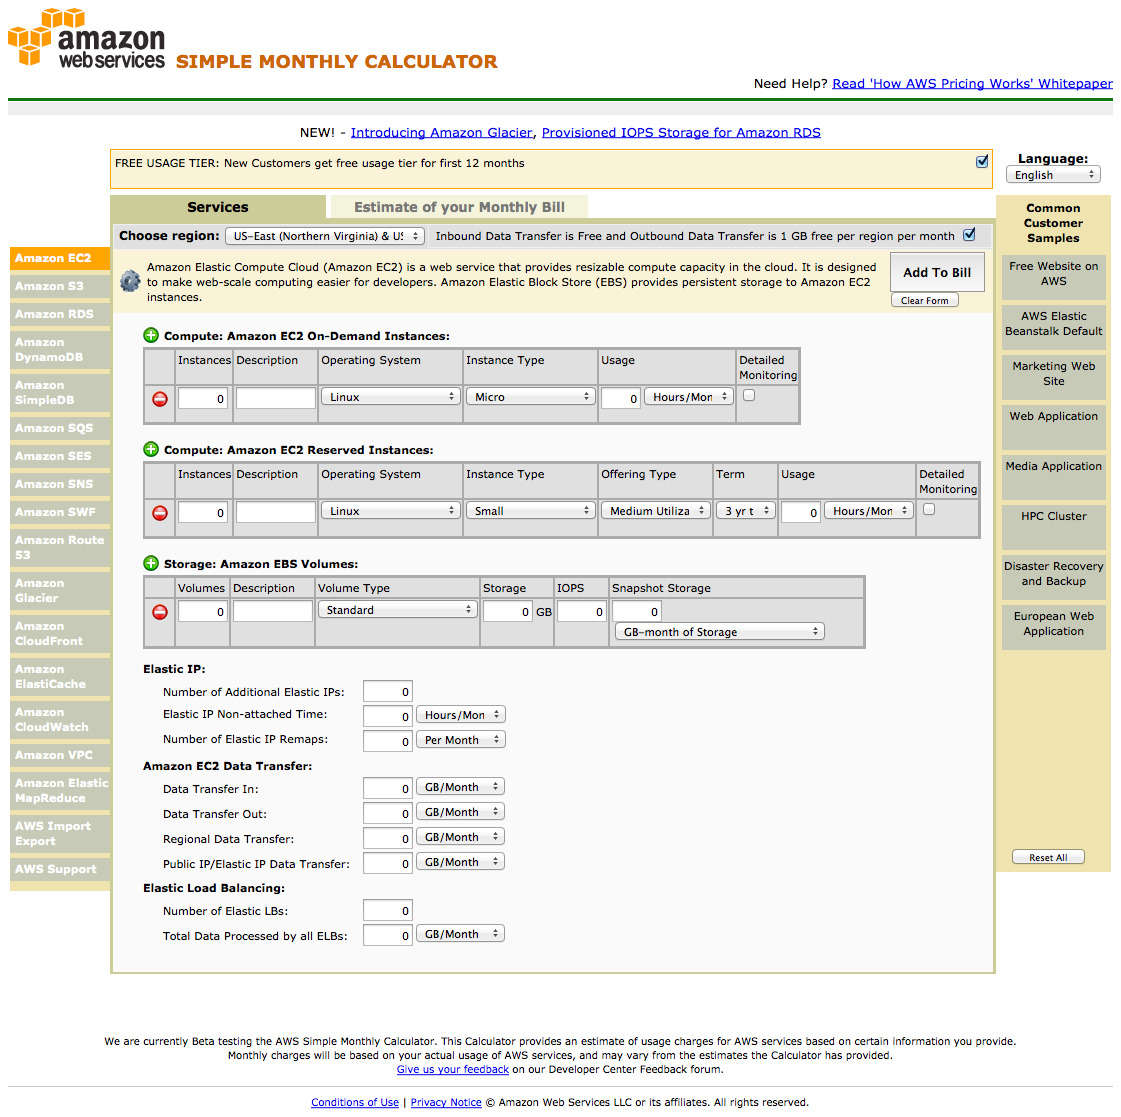 amazon
webservices
SIMPLE MONTHLY CALCULATOR
Need Help? Read 'How AWS Pricing Works' Whitepaper
NEW! - Introducing Amazon Glacier, Provisioned IOPS Storage for Amazon RDS
FREE USAGE TIER: New Customers get free usage tier for first 12 months
Language:
English
Services
Estimate of your Monthly Bill
Choose region: US-East (Northern Virginia) & US
Inbound Data Transfer is Free and Outbound Data Transfer is 1 GB free per region per month
Amazon EC2
Amazon S3
Amazon RDS
Amazon
DynamoDB
Amazon
SimpleDB
Amazon SQS
Amazon SES
Amazon SNS
Amazon SWF
Amazon Route
53
Amazon
Glacier
Amazon
CloudFront
Amazon
ElastiCache
Amazon
CloudWatch
Amazon VPC
Amazon Elastic
MapReduce
AWS Import
Export
AWS Support
Amazon Elastic Compute Cloud (Amazon EC2) is a web service that provides resizable compute capacity in the cloud. It is designed
to make web-scale computing easier for developers. Amazon Elastic Block Store (EBS) provides persistent storage to Amazon EC2
instances.
Add To Bill
Clear Form
Compute: Amazon EC2 On-Demand Instances:
Instances Description Operating System Instance Type Usage Detailed
Monitoring
0 Linux Micro 0 Hours/Mon
Compute: Amazon EC2 Reserved Instances:
Instances Description Operating System Instance Type Offering Type Term Usage Detailed
Monitoring
0 Linux Small Medium Utiliza 3 yr t 0 Hours/Mon
Storage: Amazon EBS Volumes:
Volumes Description Volume Type Storage IOPS Snapshot Storage
0 Standard 0 GB 0 0
GB-month of Storage
Elastic IP:
Number of Additional Elastic IPs: 0
Elastic IP Non-attached Time: 0 Hours/Mon
Number of Elastic IP Remaps: 0 Per Month
Amazon EC2 Data Transfer:
Data Transfer In: 0 GB/Month
Data Transfer Out: 0 GB/Month
Regional Data Transfer: 0 GB/Month
Public IP/Elastic IP Data Transfer: 0 GB/Month
Elastic Load Balancing:
Number of Elastic LBs: 0
Total Data Processed by all ELBs: 0 GB/Month
Common
Customer
Samples
Free Website on
AWS
AWS Elastic
Beanstalk Default
Marketing Web
Site
Web Application
Media Application
HPC Cluster
Disaster Recovery
and Backup
European Web
Application
Reset All
We are currently Beta testing the AWS Simple Monthly Calculator. This Calculator provides an estimate of usage charges for AWS services based on certain information you provide.
Monthly charges will be based on your actual usage of AWS services, and may vary from the estimates the Calculator has provided.
Give us your feedback on our Developer Center Feedback forum.
Conditions of Use | Privacy Notice © Amazon Web Services LLC or its affiliates. All rights reserved.